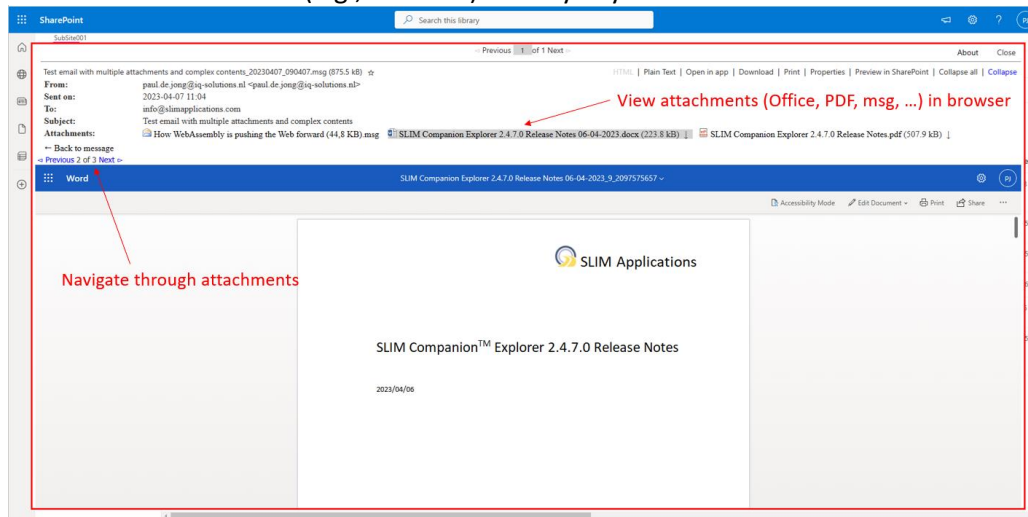 SharePoint
Search this library
SubSite001
Previous 1 of 1 Next
About Close
Test email with multiple attachments and complex contents_20230407_090407.msg (875.5 kB)
HTML | Plain Text | Open in app | Download | Print | Properties | Preview in SharePoint | Collapse all | Collapse
From: paul.de.jong@iq-solutions.nl <paul.de.jong@iq-solutions.nl>
Sent on: 2023-04-07 11:04
To: info@slimapplications.com
View attachments (Office, PDF, msg, ...) in browser
Subject: Test email with multiple attachments and complex contents
Attachments: How WebAssembly is pushing the Web forward (44,8 KB).msg SLIM Companion Explorer 2.4.7.0 Release Notes 06-04-2023.docx (223.8 kB) ↓ SLIM Companion Explorer 2.4.7.0 Release Notes.pdf (507.9 kB) ↓
← Back to message
Previous 2 of 3 Next
Word
SLIM Companion Explorer 2.4.7.0 Release Notes 06-04-2023_9_2097575657
PJ
Accessibility Mode Edit Document Print Share ...
SLIM Applications
Navigate through attachments
SLIM Companion™ Explorer 2.4.7.0 Release Notes
2023/04/06